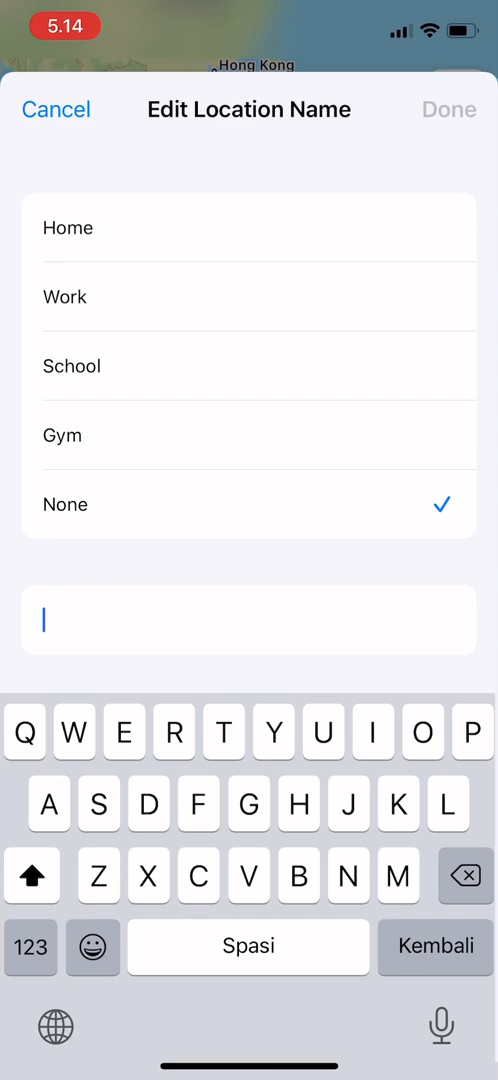 5.14
Hong Kong
Cancel
Edit Location Name
Done
Home
Work
School
Gym
None
Q W E R T Y U I O P
A S D F G H J K L
Z X C V B N M
123
Spasi
Kembali